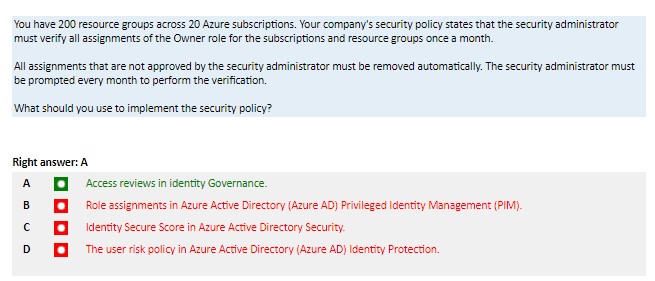 You have 200 resource groups across 20 Azure subscriptions. Your company's security policy states that the security administrator
must verify all assignments of the Owner role for the subscriptions and resource groups once a month.
All assignments that are not approved by the security administrator must be removed automatically. The security administrator must
be prompted every month to perform the verification.
What should you use to implement the security policy?
Right answer: A
A Access reviews in identity Governance.
B Role assignments in Azure Active Directory (Azure AD) Privileged Identity Management (PIM).
C Identity Secure Score in Azure Active Directory Security.
D The user risk policy in Azure Active Directory (Azure AD) Identity Protection.